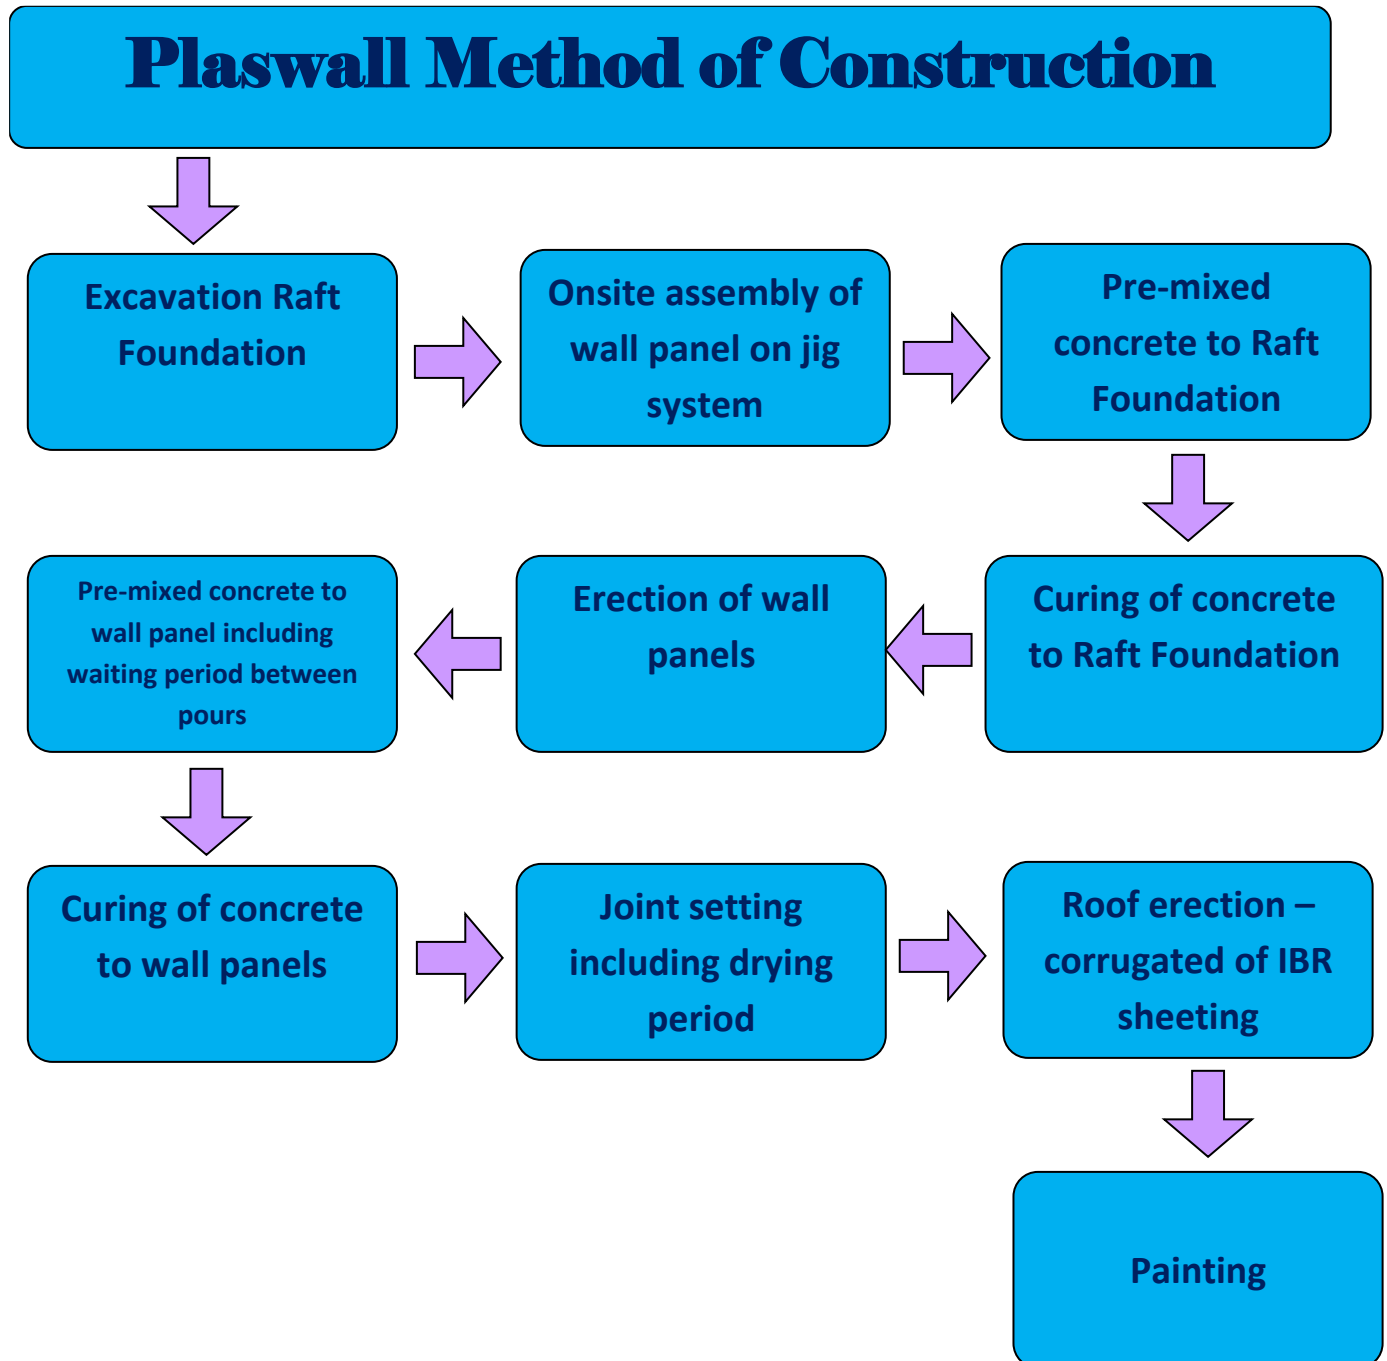 Plaswall Method of Construction
Excavation Raft
Foundation
Onsite assembly of
wall panel on jig
system
Pre-mixed
concrete to Raft
Foundation
Curing of concrete
to Raft Foundation
Erection of wall
panels
Pre-mixed concrete to
wall panel including
waiting period between
pours
Curing of concrete
to wall panels
Joint setting
including drying
period
Roof erection –
corrugated of IBR
sheeting
Painting